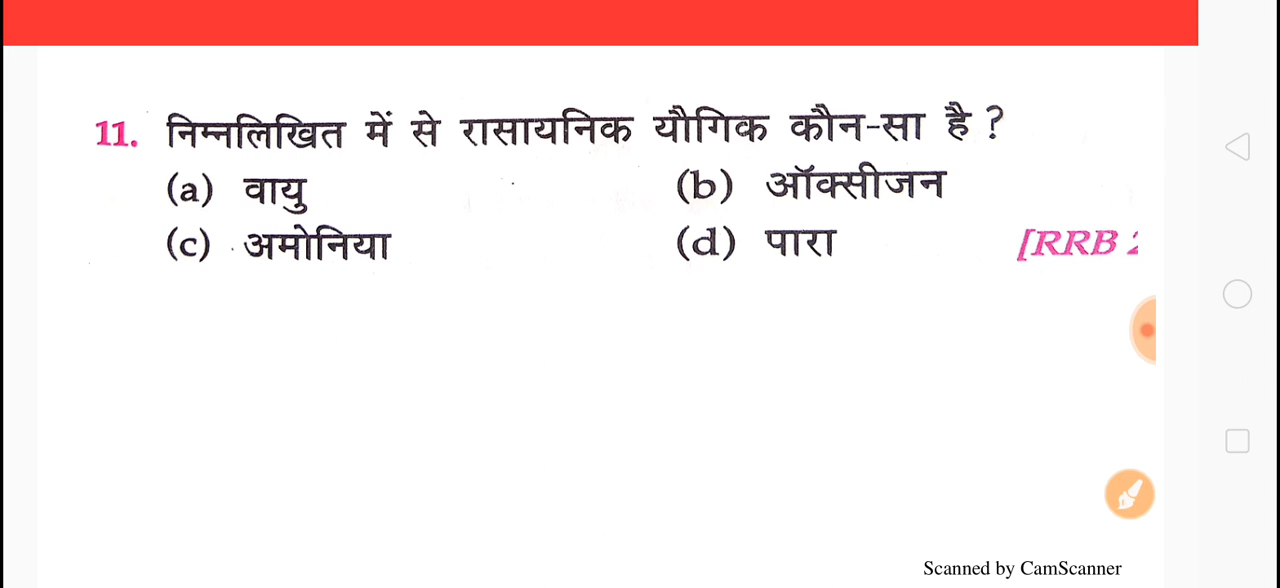 11. निम्नलिखित में से रासायनिक यौगिक कौन-सा है ?
(a) वायु (b) ऑक्सीजन
(c) अमोनिया (d) पारा [RRB
Scanned by CamScanner